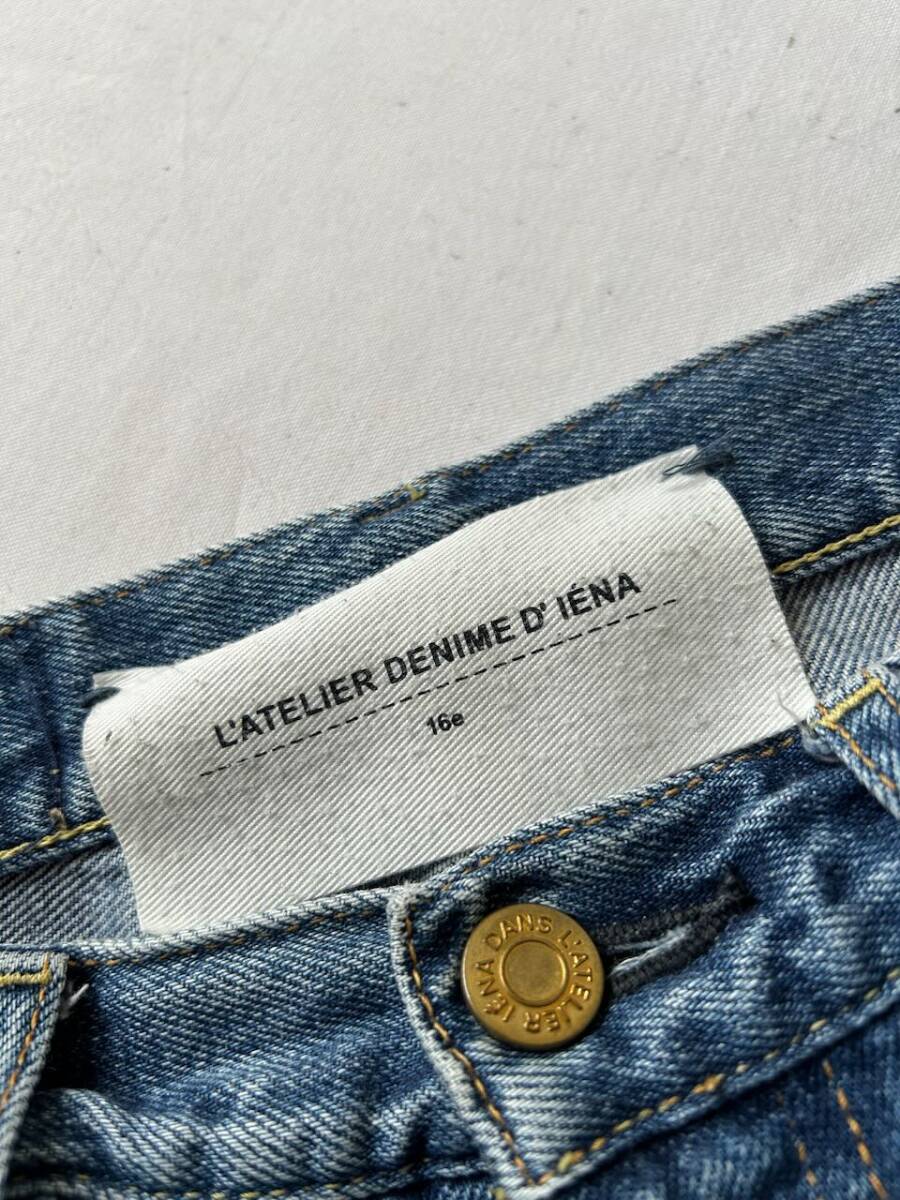 L'ATELIER DENIME D' IÉNA
16e
IÉNA DANS L'ATELIER